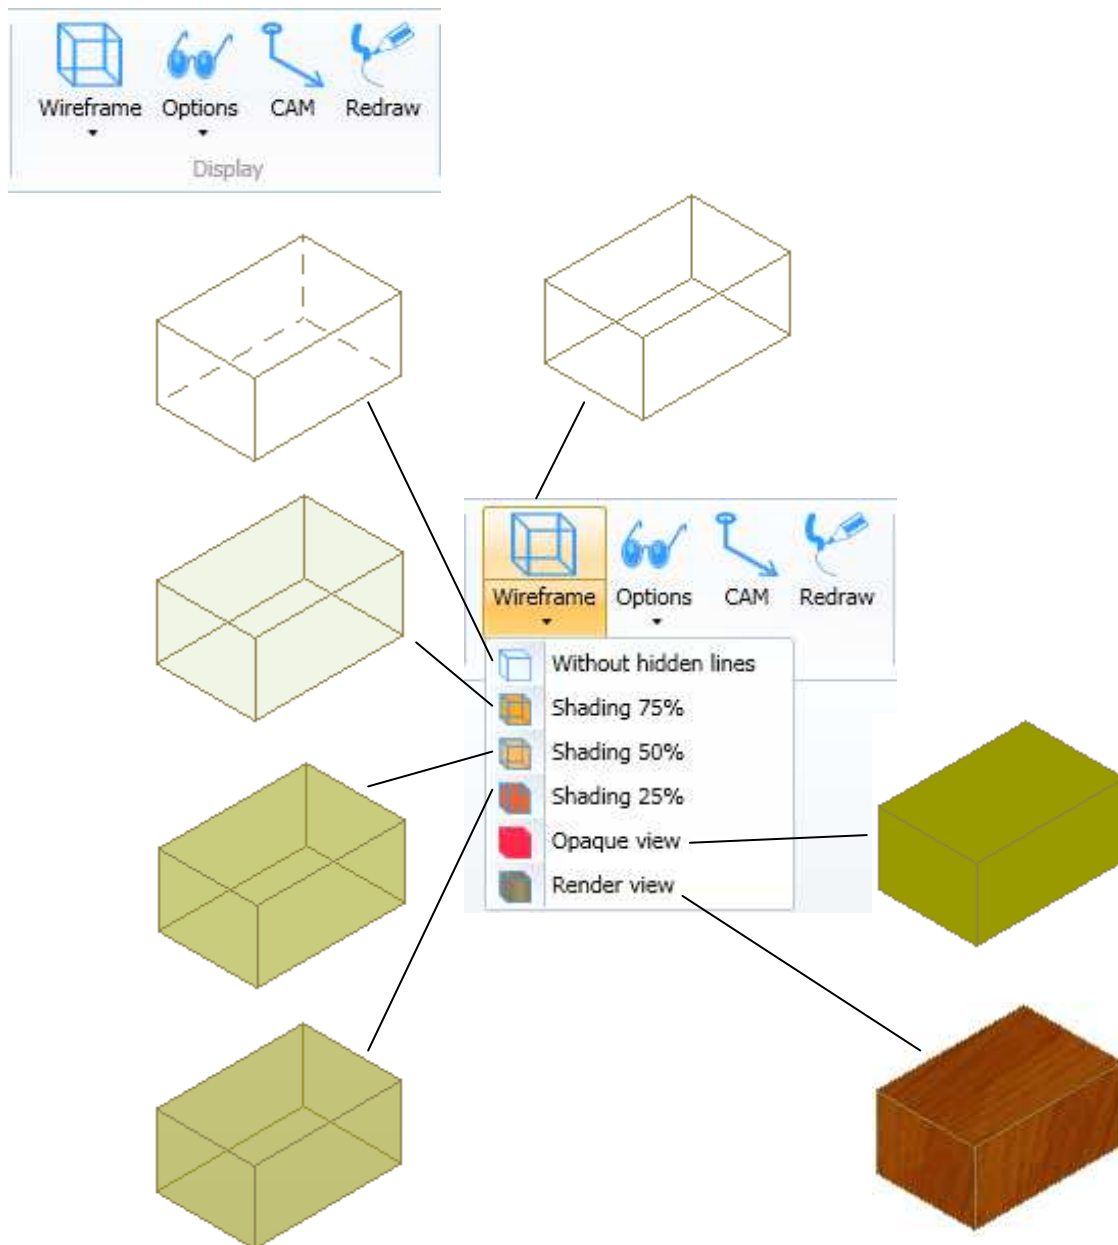 Wireframe Options CAM Redraw
Display
Wireframe Options CAM Redraw
Without hidden lines
Shading 75%
Shading 50%
Shading 25%
Opaque view
Render view